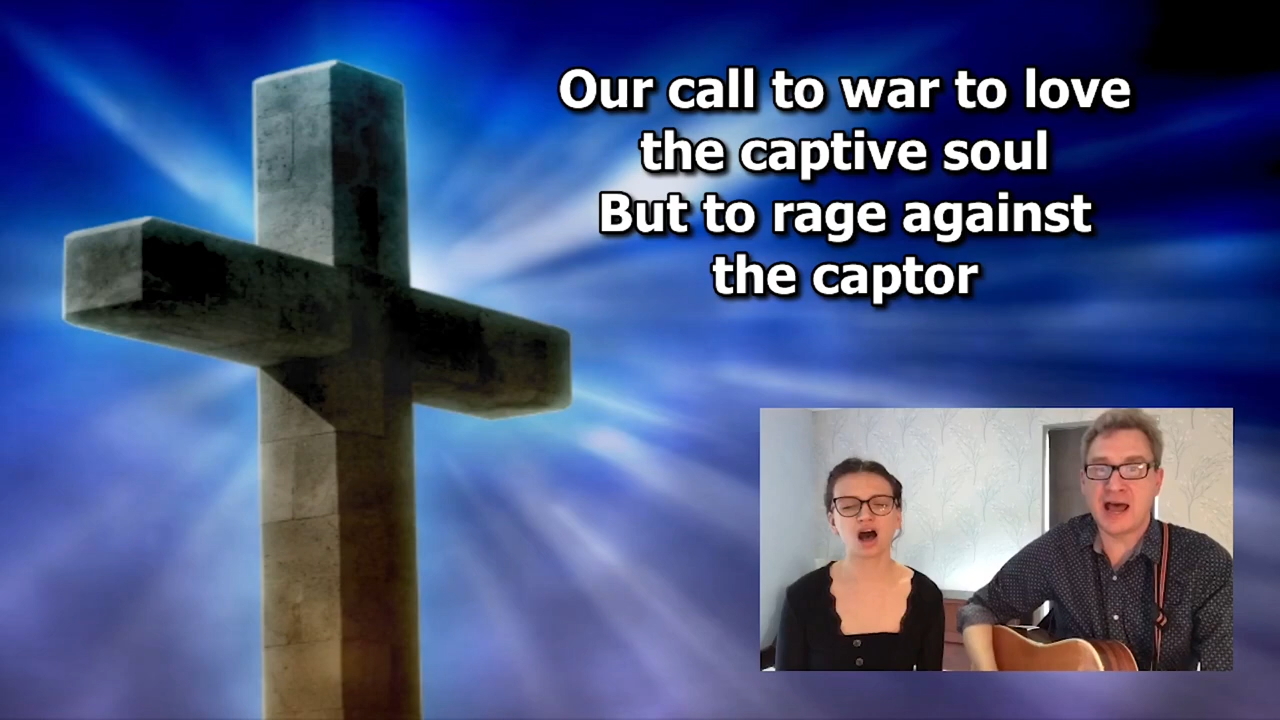 Our call to war to love
the captive soul
But to rage against
the captor